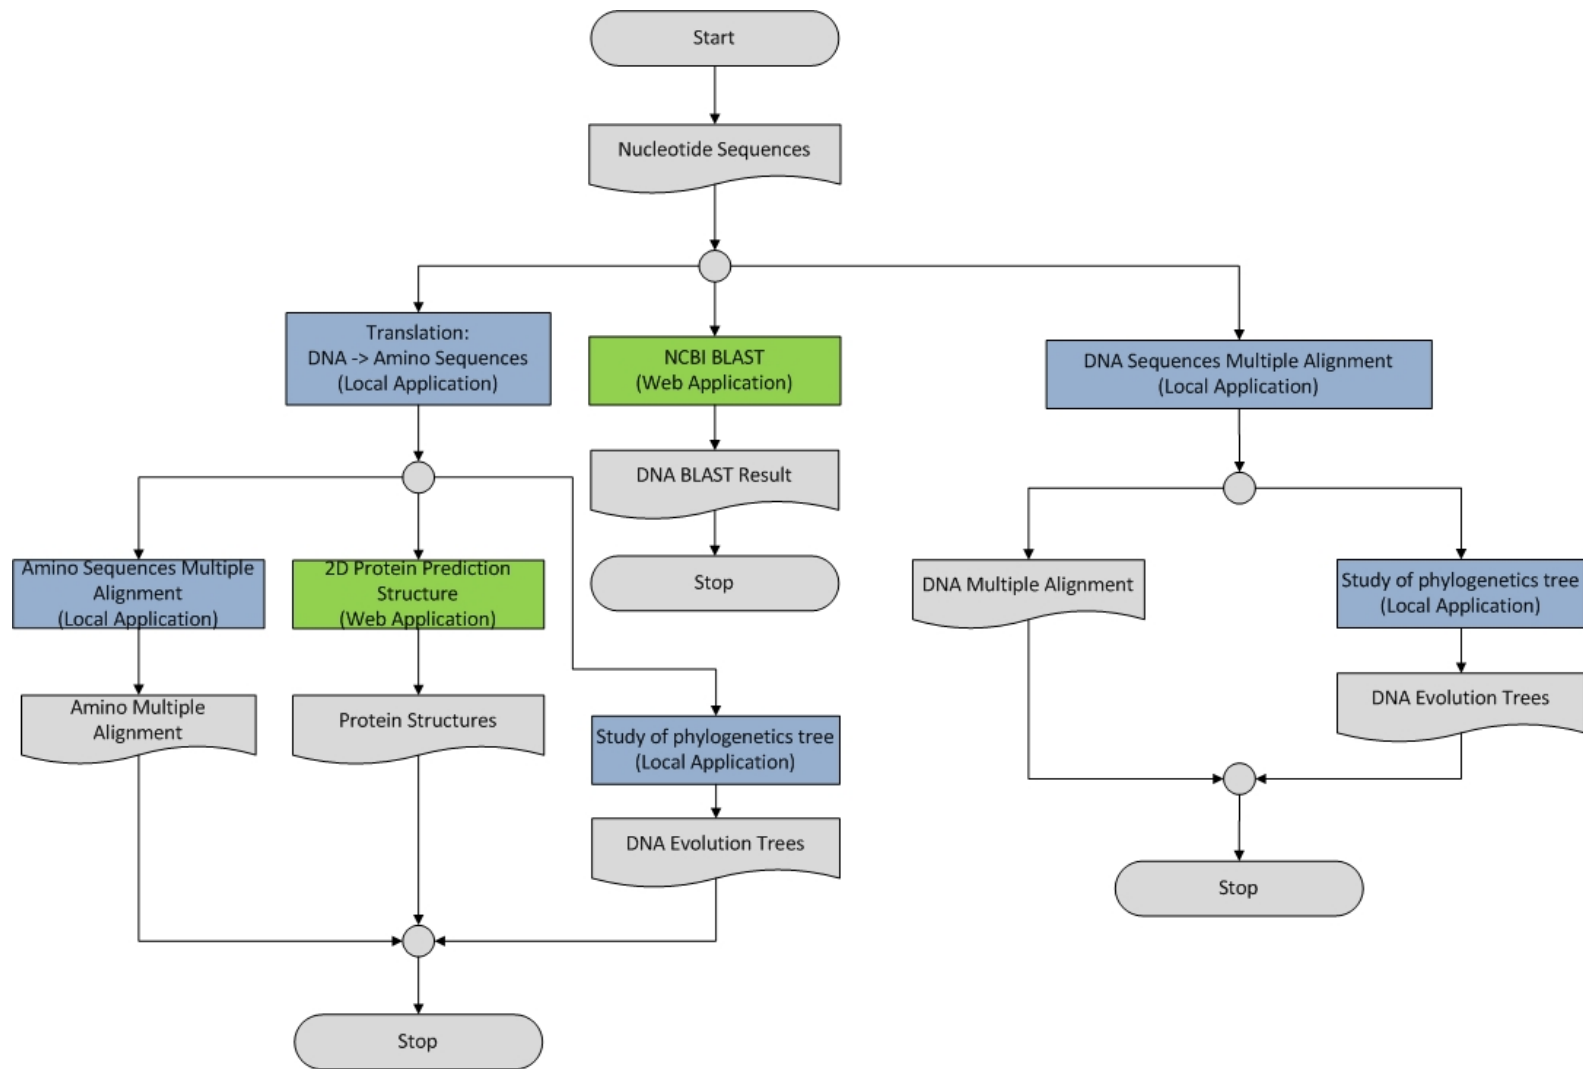 Start
Nucleotide Sequences
Translation:
DNA -> Amino Sequences
(Local Application)
NCBI BLAST
(Web Application)
DNA Sequences Multiple Alignment
(Local Application)
DNA BLAST Result
Stop
Amino Sequences Multiple
Alignment
(Local Application)
2D Protein Prediction
Structure
(Web Application)
DNA Multiple Alignment
Study of phylogenetics tree
(Local Application)
Amino Multiple
Alignment
Protein Structures
Study of phylogenetics tree
(Local Application)
DNA Evolution Trees
DNA Evolution Trees
Stop
Stop